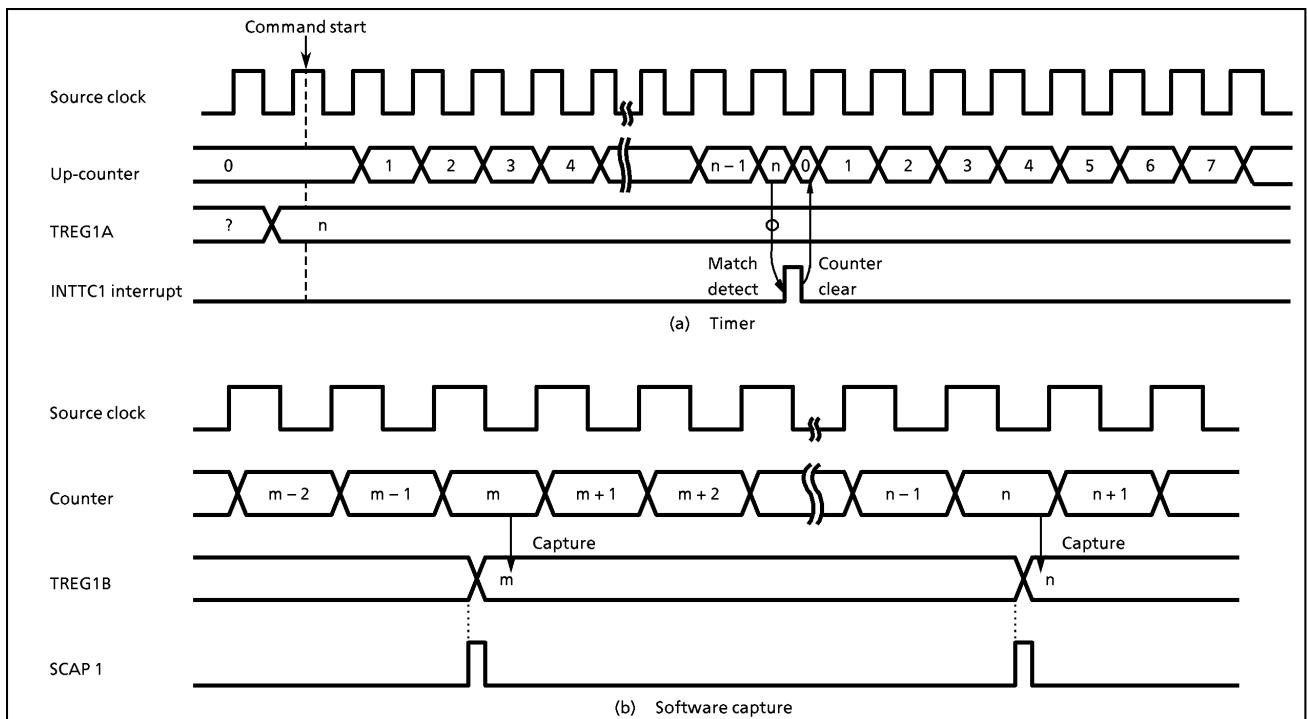 Command start
Source clock
Up-counter 0 1 2 3 4 n – 1 n 0 1 2 3 4 5 6 7
TREG1A ? n
Match detect
Counter clear
INTTC1 interrupt
(a) Timer
Source clock
Counter m – 2 m – 1 m m + 1 m + 2 n – 1 n n + 1
Capture Capture
TREG1B m n
SCAP 1
(b) Software capture